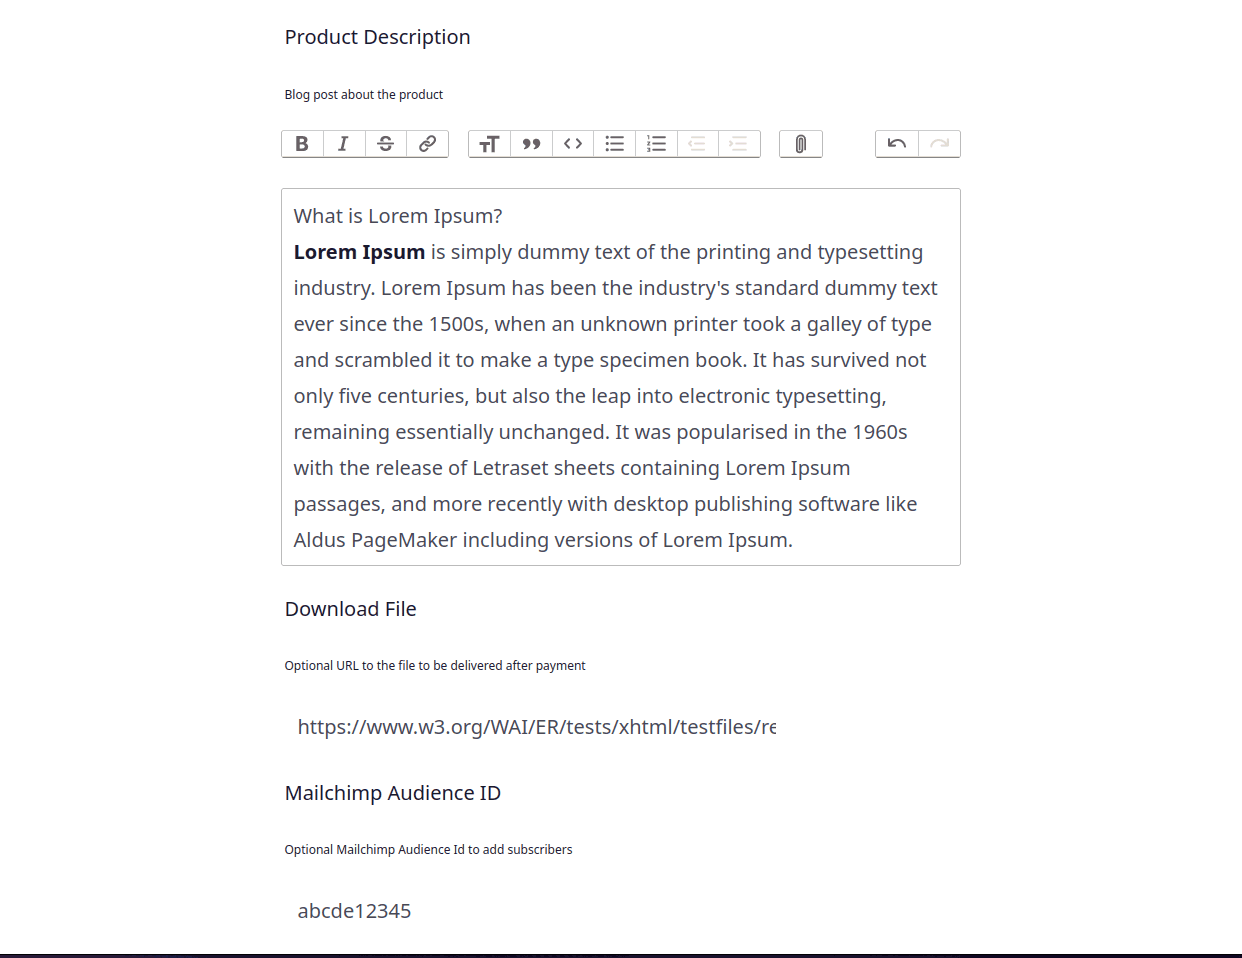 Product Description
Blog post about the product
What is Lorem Ipsum?
Lorem Ipsum is simply dummy text of the printing and typesetting
industry. Lorem Ipsum has been the industry's standard dummy text
ever since the 1500s, when an unknown printer took a galley of type
and scrambled it to make a type specimen book. It has survived not
only five centuries, but also the leap into electronic typesetting,
remaining essentially unchanged. It was popularised in the 1960s
with the release of Letraset sheets containing Lorem Ipsum
passages, and more recently with desktop publishing software like
Aldus PageMaker including versions of Lorem Ipsum.
Download File
Optional URL to the file to be delivered after payment
https://www.w3.org/WAI/ER/tests/xhtml/testfiles/re
Mailchimp Audience ID
Optional Mailchimp Audience Id to add subscribers
abcde12345